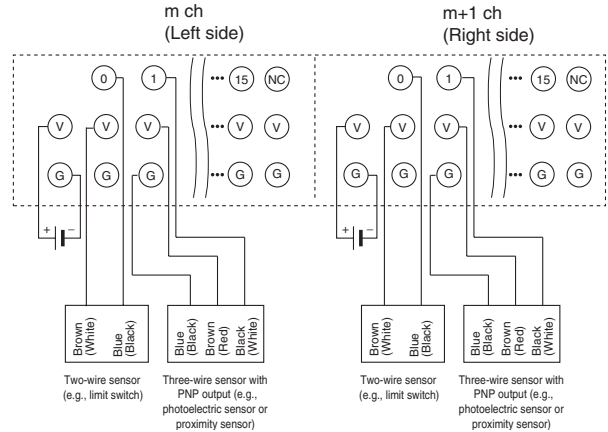 m ch
(Left side)
m+1 ch
(Right side)
0 1 ••• 15 NC
0 1 ••• 15 NC
V V V ••• V V
V V V ••• V V
G G G ••• G G
G G G ••• G G
+ −
+ −
Brown
(White)
Blue
(Black)
Blue
(Black)
Brown
(Red)
Black
(White)
Brown
(White)
Blue
(Black)
Blue
(Black)
Brown
(Red)
Black
(White)
Two-wire sensor
(e.g., limit switch)
Three-wire sensor with
PNP output (e.g.,
photoelectric sensor or
proximity sensor)
Two-wire sensor
(e.g., limit switch)
Three-wire sensor with
PNP output (e.g.,
photoelectric sensor or
proximity sensor)